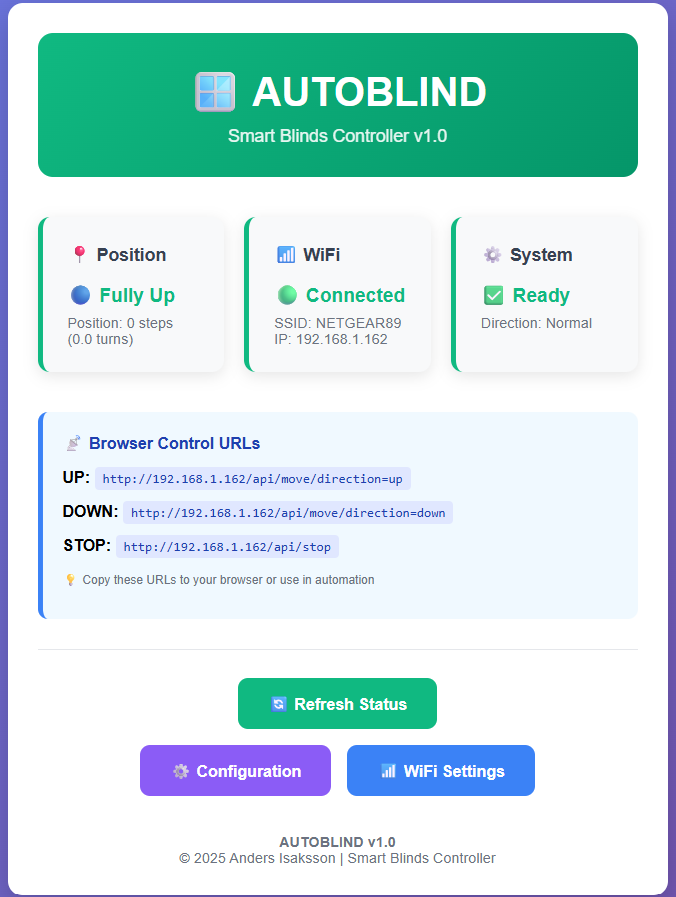 AUTOBLIND
Smart Blinds Controller v1.0
Position
Fully Up
Position: 0 steps
(0.0 turns)
WiFi
Connected
SSID: NETGEAR89
IP: 192.168.1.162
System
Ready
Direction: Normal
Browser Control URLs
UP: http://192.168.1.162/api/move/direction=up
DOWN: http://192.168.1.162/api/move/direction=down
STOP: http://192.168.1.162/api/stop
Copy these URLs to your browser or use in automation
Refresh Status
Configuration
WiFi Settings
AUTOBLIND v1.0
© 2025 Anders Isaksson | Smart Blinds Controller